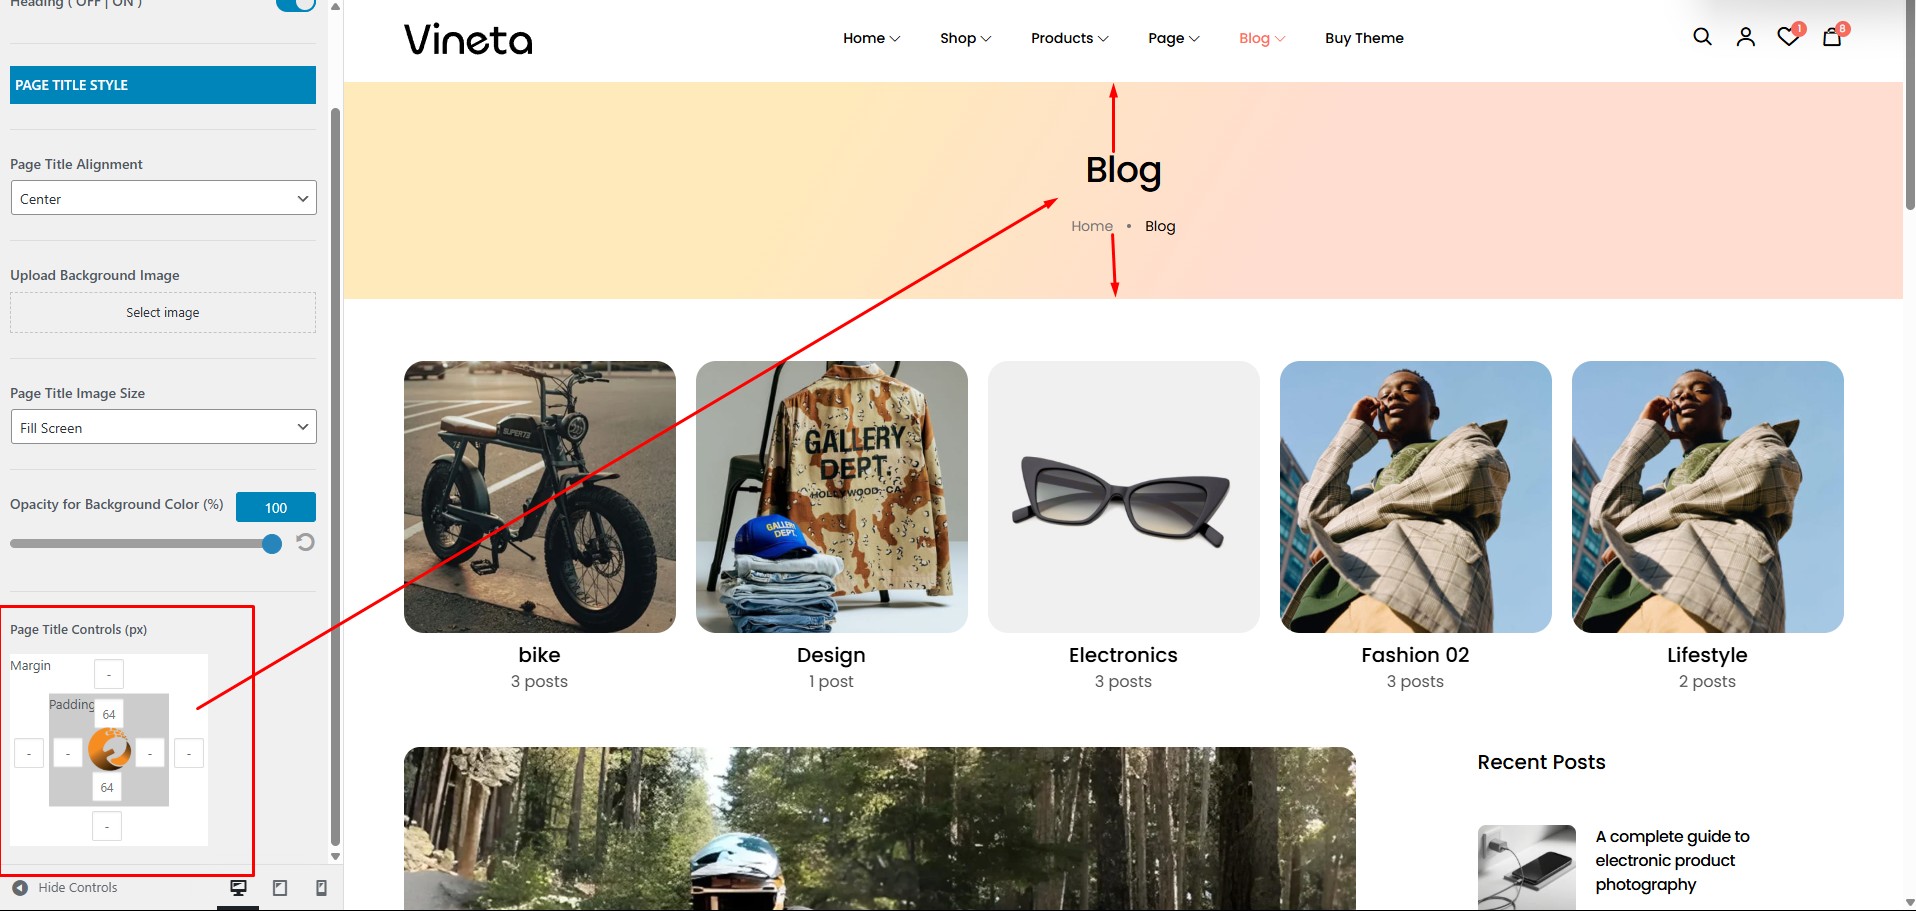 Heading ( OFF | ON )
PAGE TITLE STYLE
Page Title Alignment
Center
Upload Background Image
Select image
Page Title Image Size
Fill Screen
Opacity for Background Color (%)
100
Page Title Controls (px)
Margin
-
Padding
64
-
-
-
-
64
-
Hide Controls
Vineta
Home
Shop
Products
Page
Blog
Buy Theme
1
8
Blog
Home • Blog
SUPER73
GALLERY
DEPT.
HOLLYWOOD, CA
GALLERY
DEPT.
bike
3 posts
Design
1 post
Electronics
3 posts
Fashion 02
3 posts
Lifestyle
2 posts
Recent Posts
A complete guide to
electronic product
photography